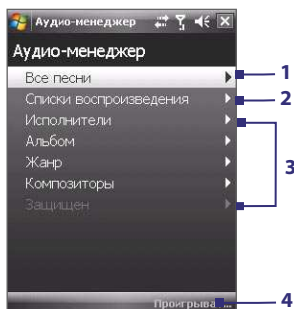 Аудио-менеджер
Аудио-менеджер
Все песни 1
Списки воспроизведения 2
Исполнители
Альбом
Жанр
3
Композиторы
Защищен
Проигрыва... 4